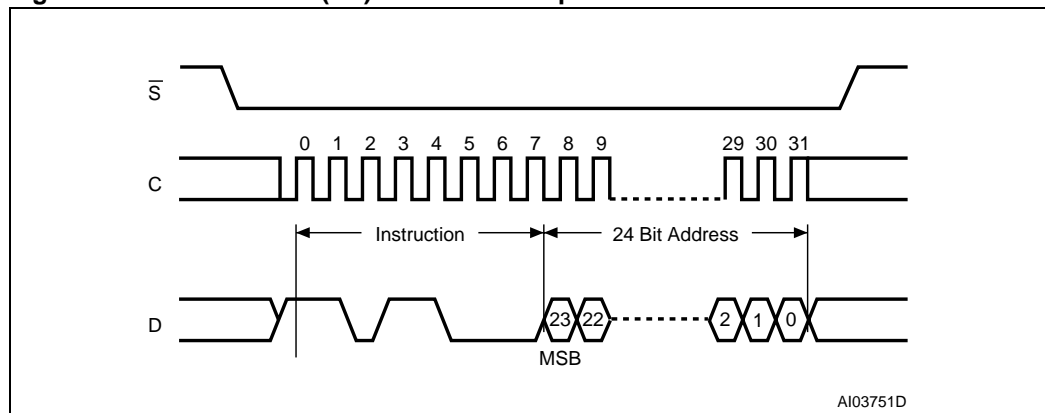 S̅
0 1 2 3 4 5 6 7 8 9 29 30 31
C
Instruction 24 Bit Address
D 23 22 2 1 0
MSB
AI03751D